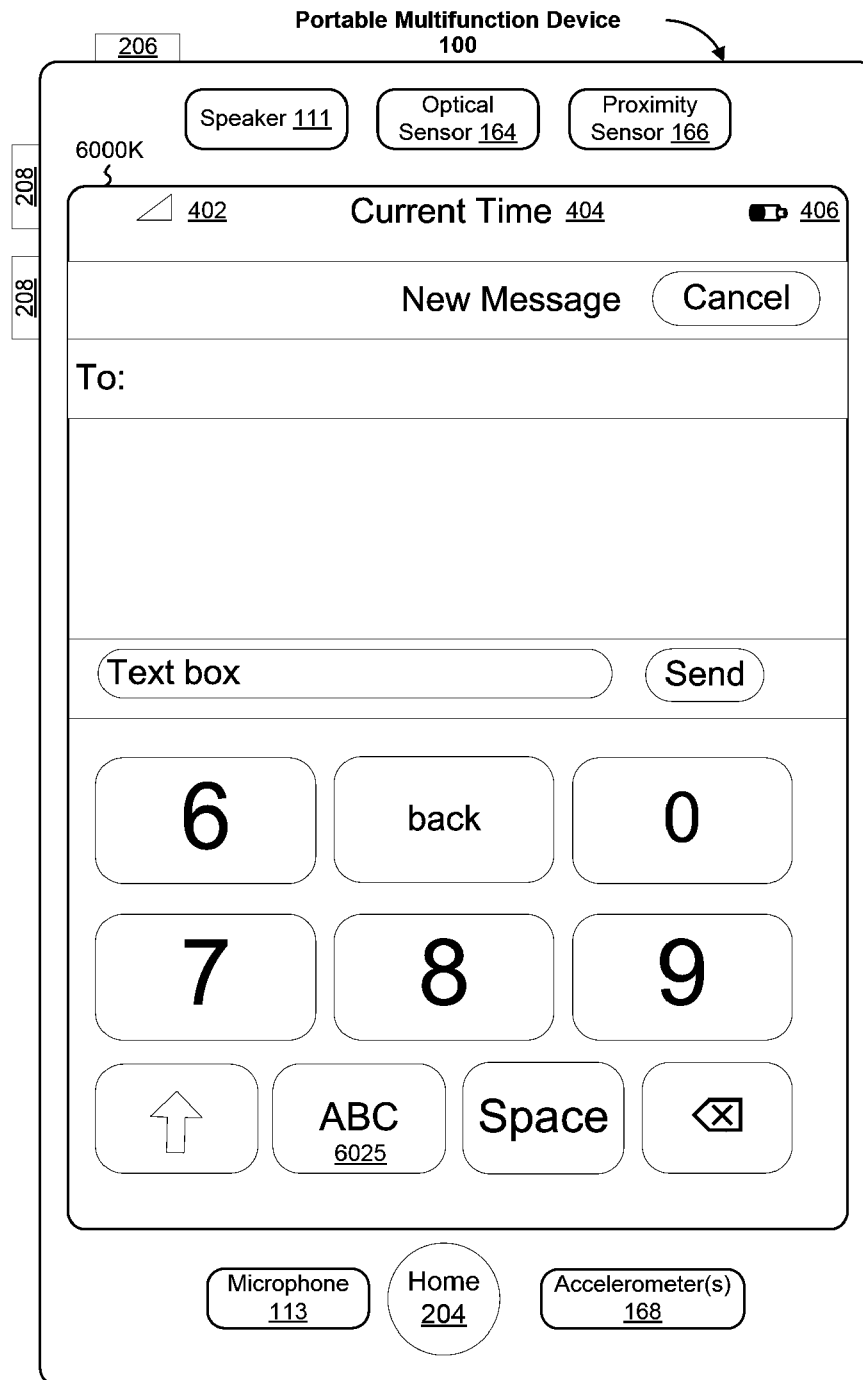 Portable Multifunction Device
100
206
Speaker 111
Optical
Sensor 164
Proximity
Sensor 166
6000K
208
402
Current Time 404
406
208
New Message
Cancel
To:
Text box
Send
6
back
0
7
8
9
ABC
6025
Space
Microphone
113
Home
204
Accelerometer(s)
168